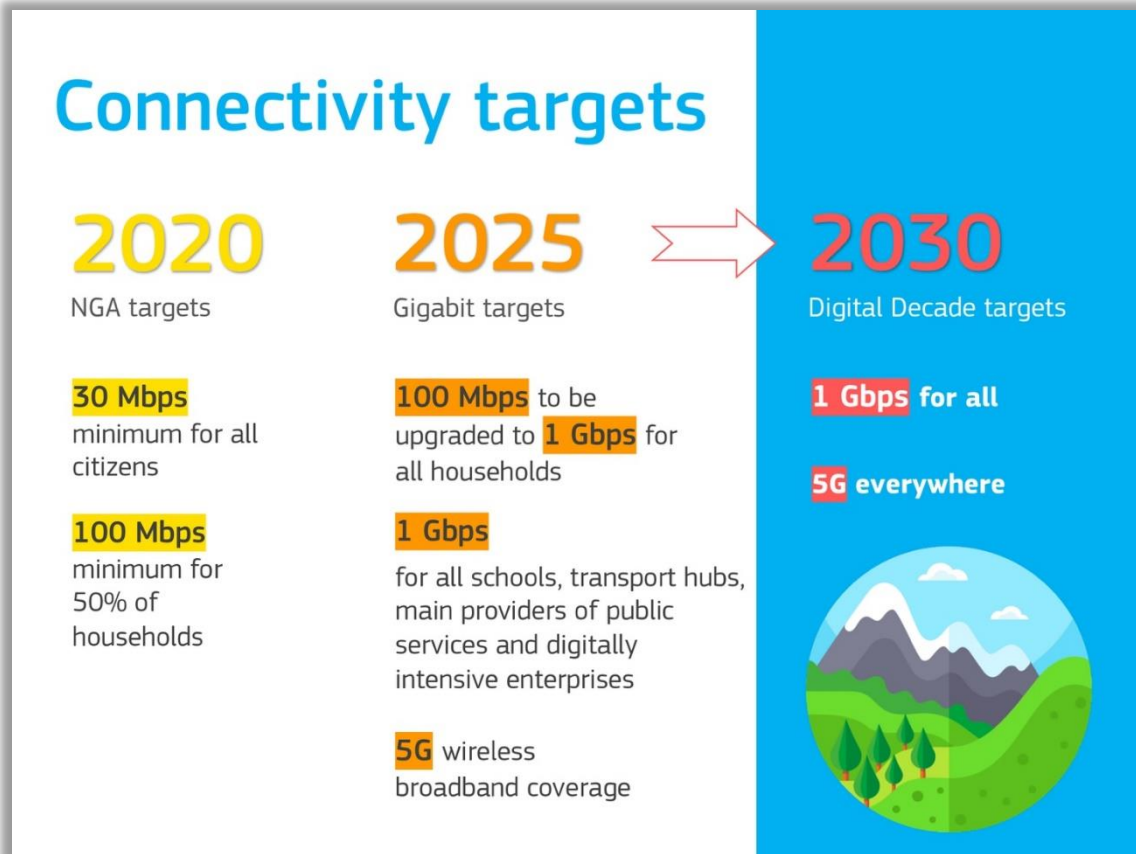 Connectivity targets
2020
NGA targets
30 Mbps
minimum for all
citizens
100 Mbps
minimum for
50% of
households
2025
Gigabit targets
100 Mbps to be
upgraded to 1 Gbps for
all households
1 Gbps
for all schools, transport hubs,
main providers of public
services and digitally
intensive enterprises
5G wireless
broadband coverage
2030
Digital Decade targets
1 Gbps for all
5G everywhere